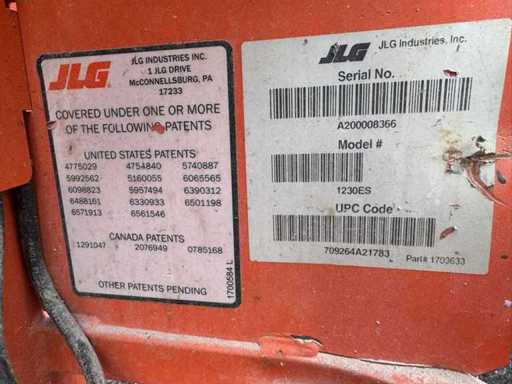 JLG
JLG INDUSTRIES, INC.
1 JLG DRIVE
McCONNELLSBURG, PA
17233
COVERED UNDER ONE OR MORE
OF THE FOLLOWING PATENTS
UNITED STATES PATENTS
4775029 4754840 5740887
5992562 5160055 6065565
6098823 5957494 6390312
6488161 6330933 6501198
6571913 6561546
CANADA PATENTS
1291047 2076949 0785168
OTHER PATENTS PENDING
1700584 L
JLG
JLG Industries, Inc.
Serial No.
A200008366
Model #
1230ES
UPC Code
709264A21783
Part# 1703633